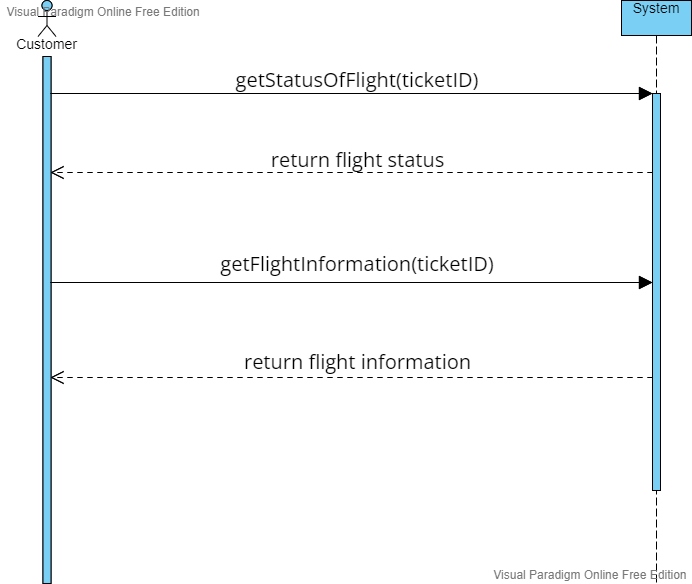 Visual Paradigm Online Free Edition
System
Customer
getStatusOfFlight(ticketID)
return flight status
getFlightInformation(ticketID)
return flight information
Visual Paradigm Online Free Edition